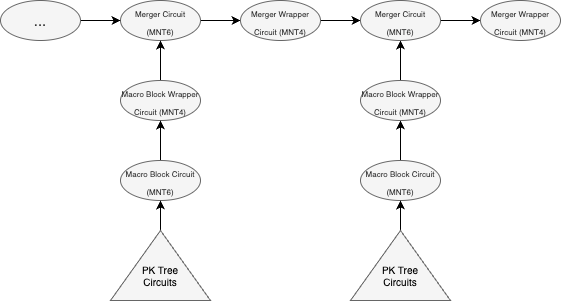 ...
Merger Circuit
(MNT6)
Merger Wrapper
Circuit (MNT4)
Merger Circuit
(MNT6)
Merger Wrapper
Circuit (MNT4)
Macro Block Wrapper
Circuit (MNT4)
Macro Block Wrapper
Circuit (MNT4)
Macro Block Circuit
(MNT6)
Macro Block Circuit
(MNT6)
PK Tree
Circuits
PK Tree
Circuits